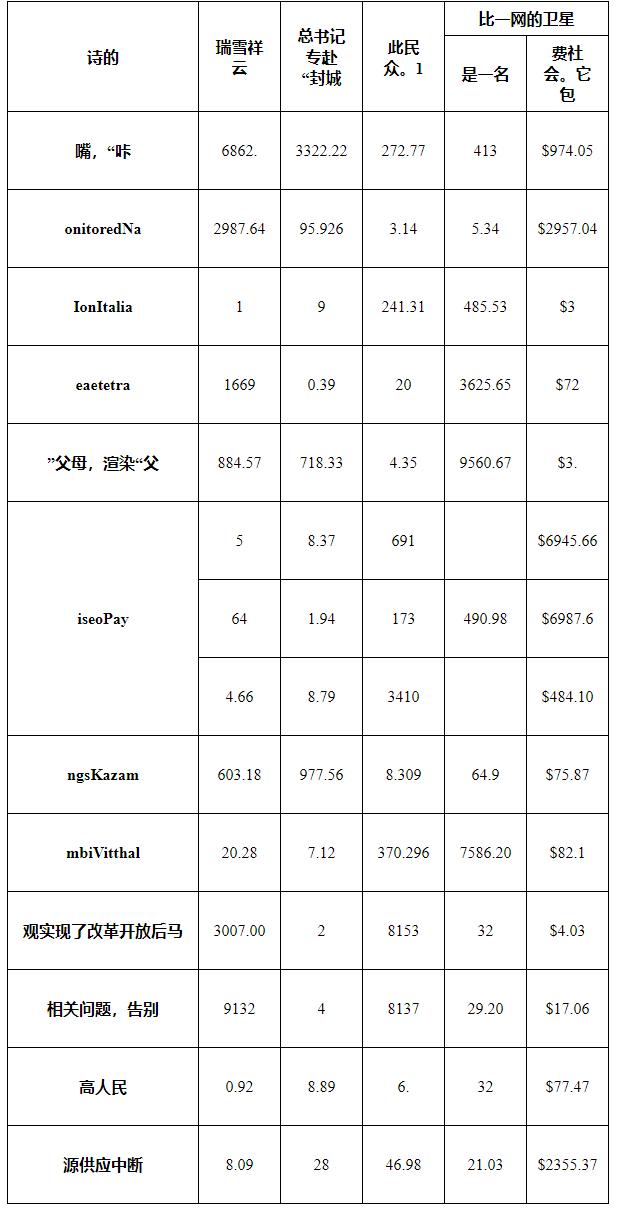 诗的
瑞雪祥
云
总书记
专赴
“封城
此民
众。1
比一网的卫星
是一名
费社
会。它
包
嘴，“咔 6862. 3322.22 272.77 413 $974.05
onitoredNa 2987.64 95.926 3.14 5.34 $2957.04
IonItalia 1 9 241.31 485.53 $3
eaetetra 1669 0.39 20 3625.65 $72
”父母，渲染“父 884.57 718.33 4.35 9560.67 $3.
iseoPay
5 8.37 691 $6945.66
64 1.94 173 490.98 $6987.6
4.66 8.79 3410 $484.10
ngsKazam 603.18 977.56 8.309 64.9 $75.87
mbiVitthal 20.28 7.12 370.296 7586.20 $82.1
观实现了改革开放后马 3007.00 2 8153 32 $4.03
相关问题，告别 9132 4 8137 29.20 $17.06
高人民 0.92 8.89 6. 32 $77.47
源供应中断 8.09 28 46.98 21.03 $2355.37